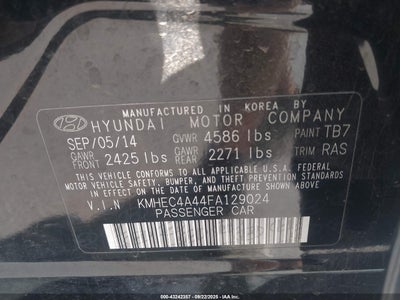 MANUFACTURED IN KOREA BY
HYUNDAI MOTOR COMPANY
SEP/05/14 GVWR 4586 lbs PAINT TB7
GAWR FRONT 2425 lbs GAWR REAR 2271 lbs TRIM RAS
THIS VEHICLE CONFORMS TO ALL APPLICABLE U.S.A FEDERAL
MOTOR VEHICLE SAFETY, BUMPER, AND THEFT PREVENTION
STANDARDS IN EFFECT ON THE DATE OF MANUFACTURE
SHOWN ABOVE.
V.I.N KMHEC4A44FA129024
PASSENGER CAR
000-43242357 - 09/22/2025 - IAAI.COM